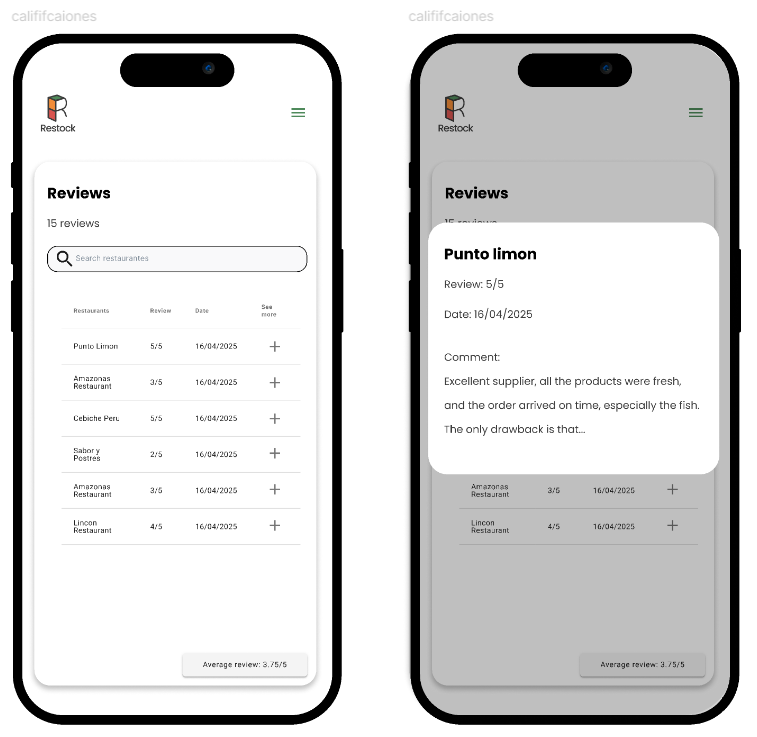 calififcaiones
Restock
Reviews
15 reviews
Search restaurantes
Restaurants Review Date See more
Punto Limon 5/5 16/04/2025
Amazonas Restaurant 3/5 16/04/2025
Cebiche Peru 5/5 16/04/2025
Sabor y Postres 2/5 16/04/2025
Amazonas Restaurant 3/5 16/04/2025
Lincon Restaurant 4/5 16/04/2025
Average review: 3.75/5
calififcaiones
Restock
Reviews
15 reviews
Punto limon
Review: 5/5
Date: 16/04/2025
Comment:
Excellent supplier, all the products were fresh,
and the order arrived on time, especially the fish.
The only drawback is that...
Amazonas Restaurant 3/5 16/04/2025
Lincon Restaurant 4/5 16/04/2025
Average review: 3.75/5